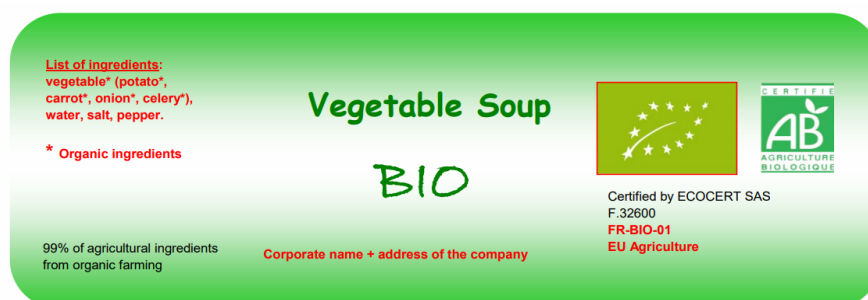 List of ingredients:
vegetable* (potato*,
carrot*, onion*, celery*),
water, salt, pepper.
* Organic ingredients
99% of agricultural ingredients
from organic farming
Vegetable Soup
BIO
Corporate name + address of the company
CERTIFIÉ
AB
AGRICULTURE
BIOLOGIQUE
Certified by ECOCERT SAS
F.32600
FR-BIO-01
EU Agriculture